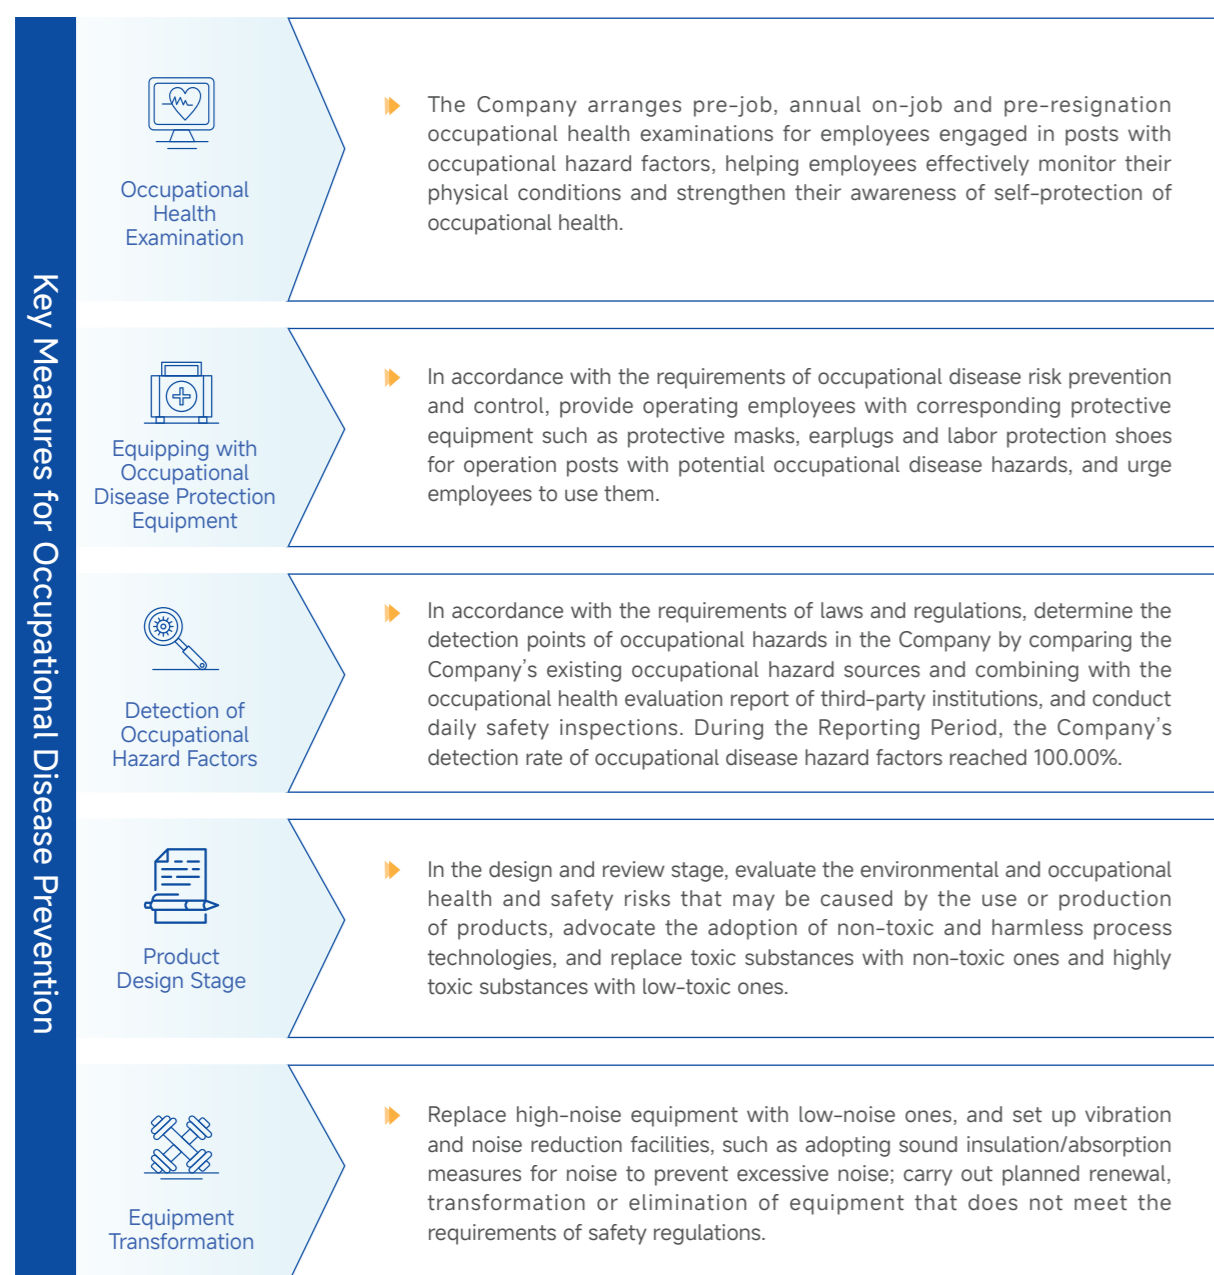 Key Measures for Occupational Disease Prevention
Occupational
Health
Examination
The Company arranges pre-job, annual on-job and pre-resignation
occupational health examinations for employees engaged in posts with
occupational hazard factors, helping employees effectively monitor their
physical conditions and strengthen their awareness of self-protection of
occupational health.
Equipping with
Occupational
Disease Protection
Equipment
In accordance with the requirements of occupational disease risk prevention
and control, provide operating employees with corresponding protective
equipment such as protective masks, earplugs and labor protection shoes
for operation posts with potential occupational disease hazards, and urge
employees to use them.
Detection of
Occupational
Hazard Factors
In accordance with the requirements of laws and regulations, determine the
detection points of occupational hazards in the Company by comparing the
Company's existing occupational hazard sources and combining with the
occupational health evaluation report of third-party institutions, and conduct
daily safety inspections. During the Reporting Period, the Company's
detection rate of occupational disease hazard factors reached 100.00%.
Product
Design Stage
In the design and review stage, evaluate the environmental and occupational
health and safety risks that may be caused by the use or production
of products, advocate the adoption of non-toxic and harmless process
technologies, and replace toxic substances with non-toxic ones and highly
toxic substances with low-toxic ones.
Equipment
Transformation
Replace high-noise equipment with low-noise ones, and set up vibration
and noise reduction facilities, such as adopting sound insulation/absorption
measures for noise to prevent excessive noise; carry out planned renewal,
transformation or elimination of equipment that does not meet the
requirements of safety regulations.